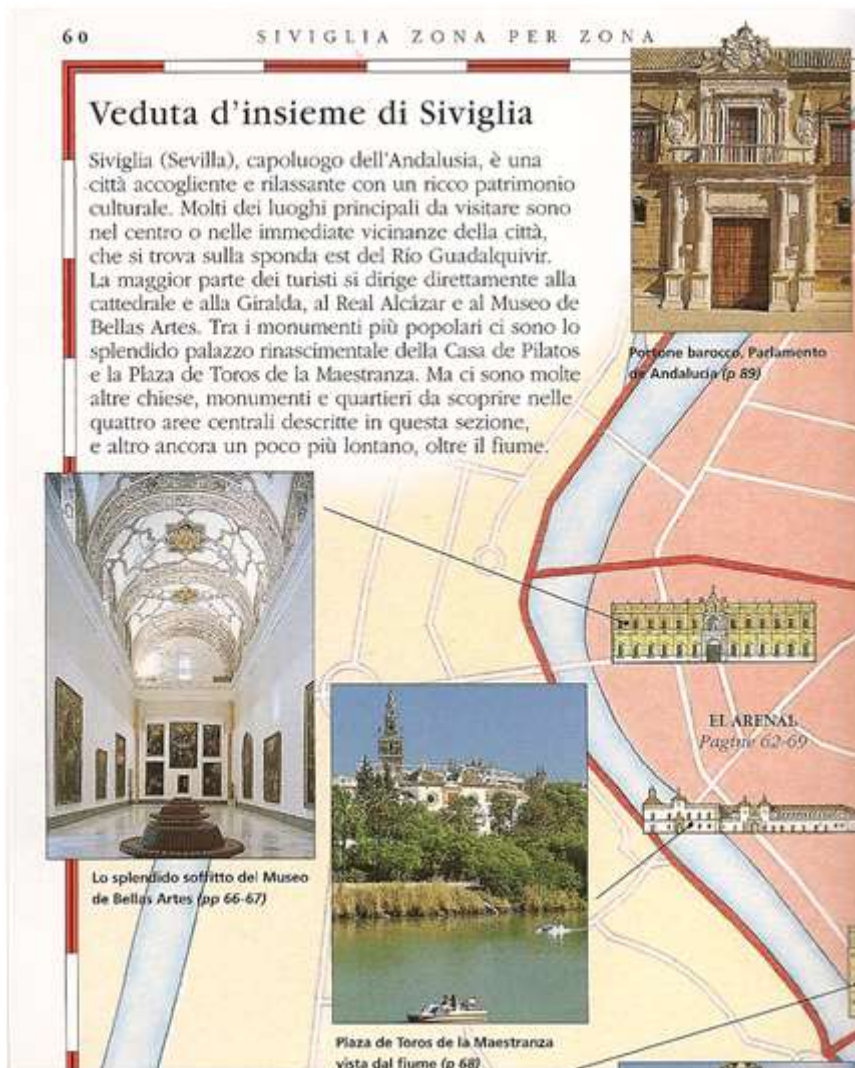 60
SIVIGLIA ZONA PER ZONA
Veduta d'insieme di Siviglia
Siviglia (Sevilla), capoluogo dell'Andalusia, è una
città accogliente e rilassante con un ricco patrimonio
culturale. Molti dei luoghi principali da visitare sono
nel centro o nelle immediate vicinanze della città,
che si trova sulla sponda est del Río Guadalquivir.
La maggior parte dei turisti si dirige direttamente alla
cattedrale e alla Giralda, al Real Alcázar e al Museo de
Bellas Artes. Tra i monumenti più popolari ci sono lo
splendido palazzo rinascimentale della Casa de Pilatos
e la Plaza de Toros de la Maestranza. Ma ci sono molte
altre chiese, monumenti e quartieri da scoprire nelle
quattro aree centrali descritte in questa sezione,
e altro ancora un poco più lontano, oltre il fiume.
Portone barocco, Parlamento
de Andalucía (p 89)
EL ARENAL
Pagine 62-69
Lo splendido soffitto del Museo
de Bellas Artes (pp 66-67)
Plaza de Toros de la Maestranza
vista dal fiume (p 68)